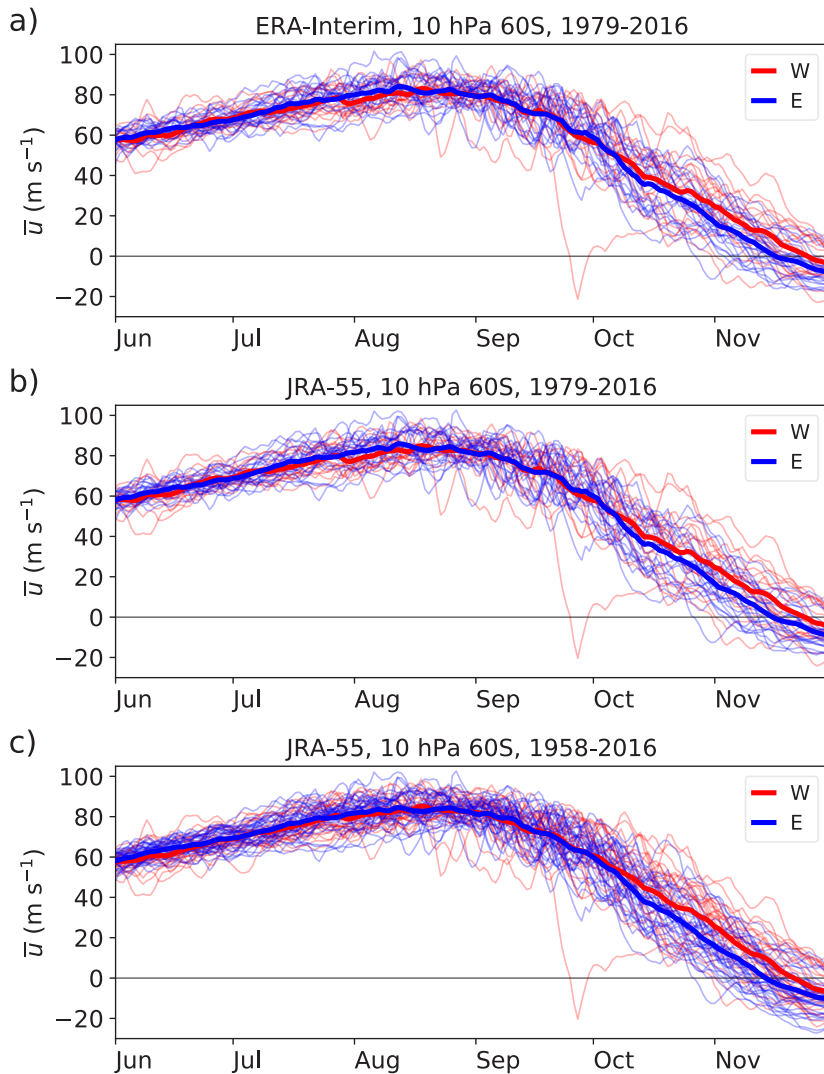 a)
ERA-Interim, 10 hPa 60S, 1979-2016
100
80
60
40
20
0
−20
u̅ (m s⁻¹)
W
E
Jun Jul Aug Sep Oct Nov
b)
JRA-55, 10 hPa 60S, 1979-2016
100
80
60
40
20
0
−20
u̅ (m s⁻¹)
W
E
Jun Jul Aug Sep Oct Nov
c)
JRA-55, 10 hPa 60S, 1958-2016
100
80
60
40
20
0
−20
u̅ (m s⁻¹)
W
E
Jun Jul Aug Sep Oct Nov